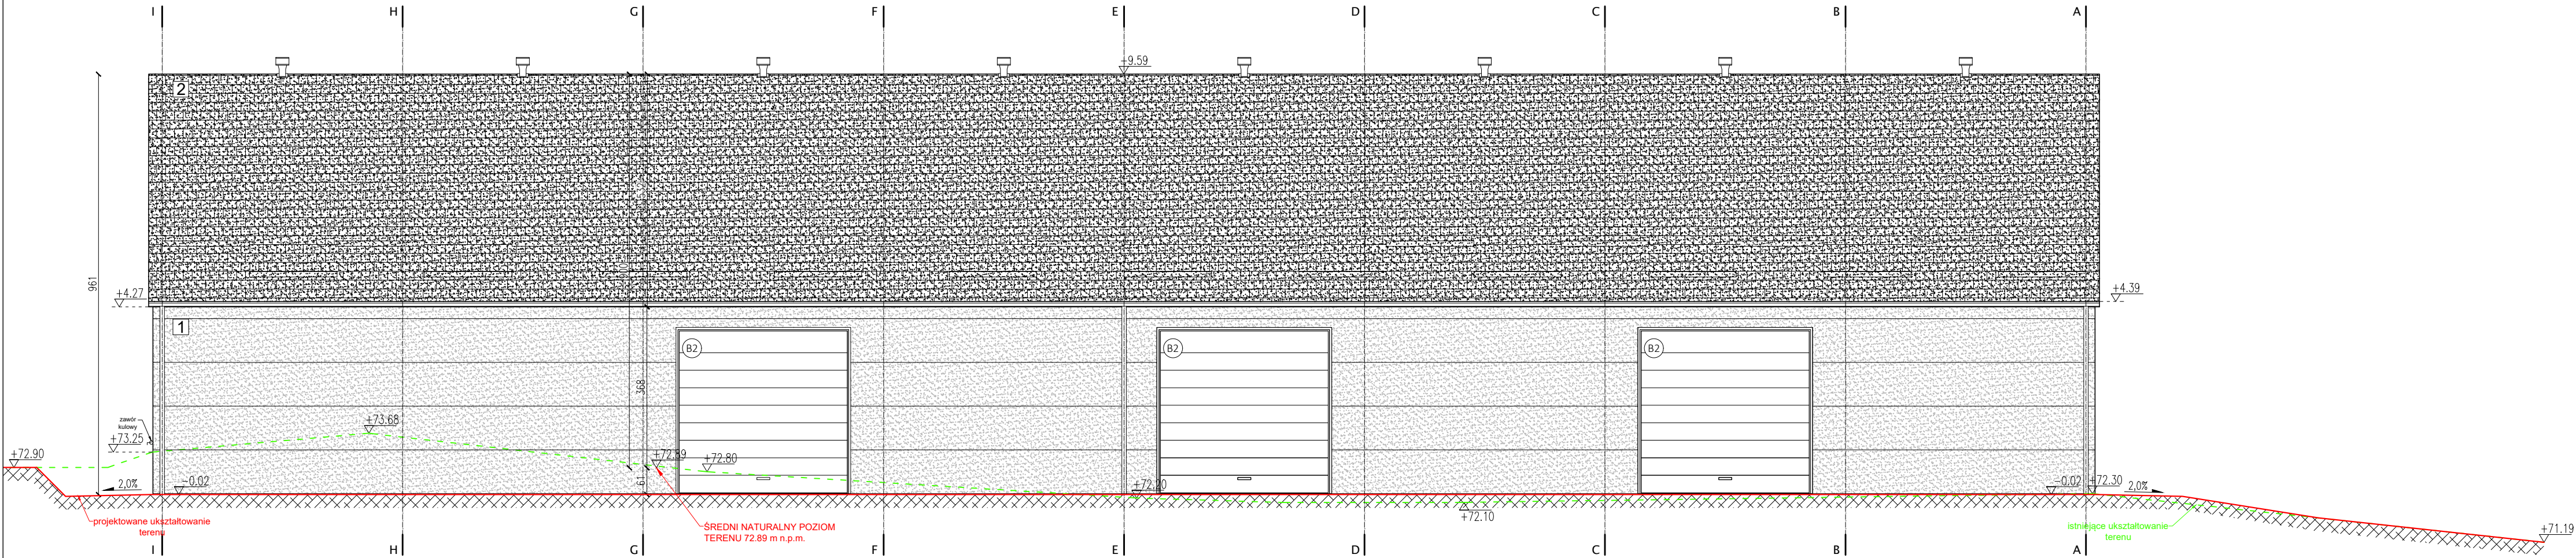 I
H
G
F
E
D
C
B
A
+9.59
2
961
+4.27
+4.39
1
B2
B2
B2
368
zawór
kulowy
+73.68
+73.25
+72.90
+72.89
+72.80
61
2,0%
-0.02
+72.20
-0.02
+72.30
2,0%
+72.10
projektowane ukształtowanie
terenu
ŚREDNI NATURALNY POZIOM
TERENU 72.89 m n.p.m.
istniejące ukształtowanie
terenu
+71.19
I
H
G
F
E
D
C
B
A